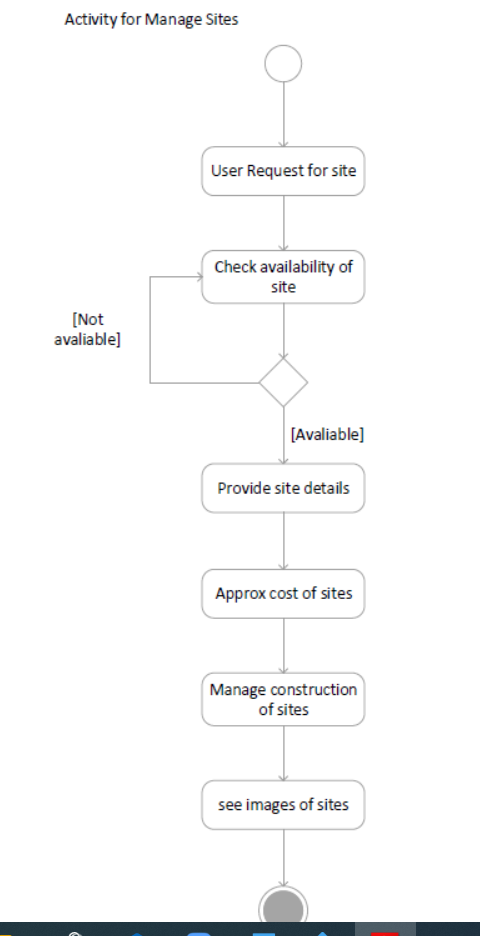 Activity for Manage Sites
User Request for site
Check availability of
site
[Not
avaliable]
[Avaliable]
Provide site details
Approx cost of sites
Manage construction
of sites
see images of sites